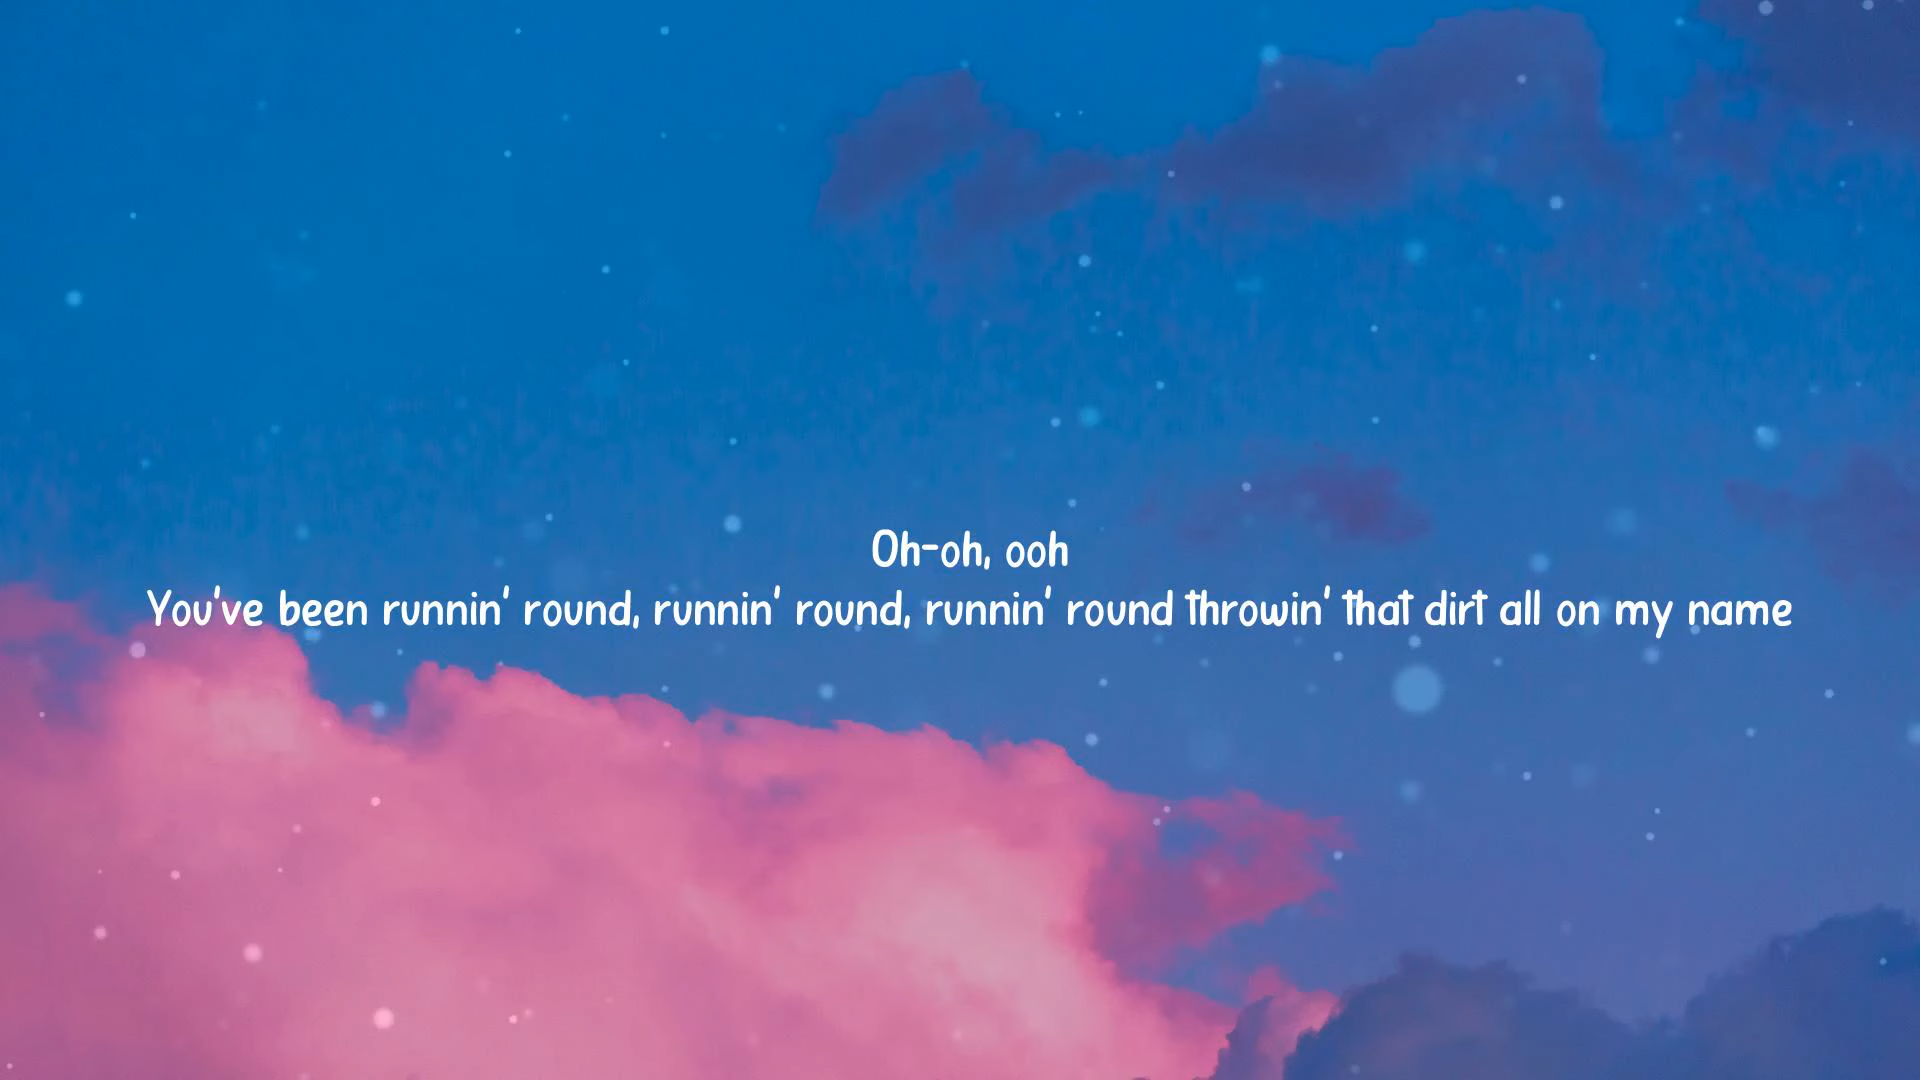 Oh-oh, ooh
You've been runnin' round, runnin' round, runnin' round throwin' that dirt all on my name